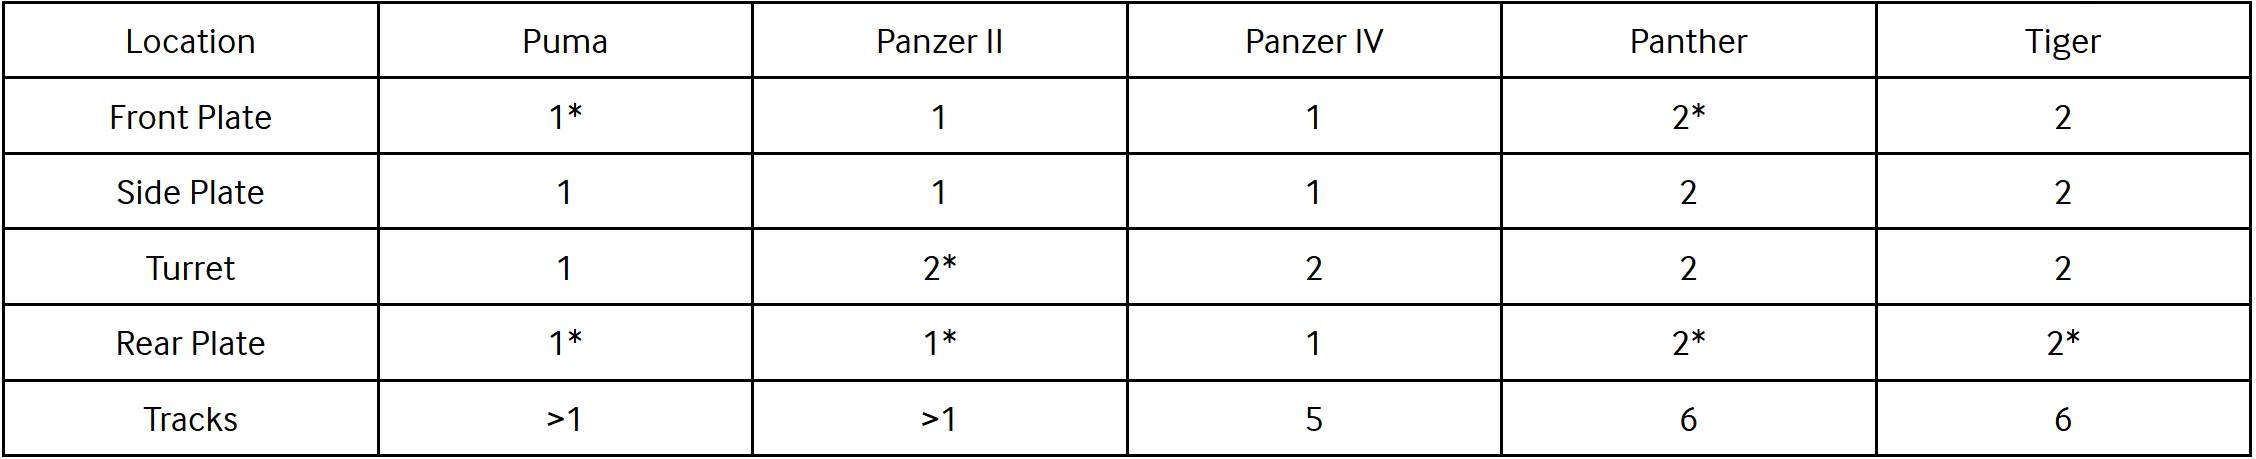 Location Puma Panzer II Panzer IV Panther Tiger
Front Plate 1* 1 1 2* 2
Side Plate 1 1 1 2 2
Turret 1 2* 2 2 2
Rear Plate 1* 1* 1 2* 2*
Tracks >1 >1 5 6 6